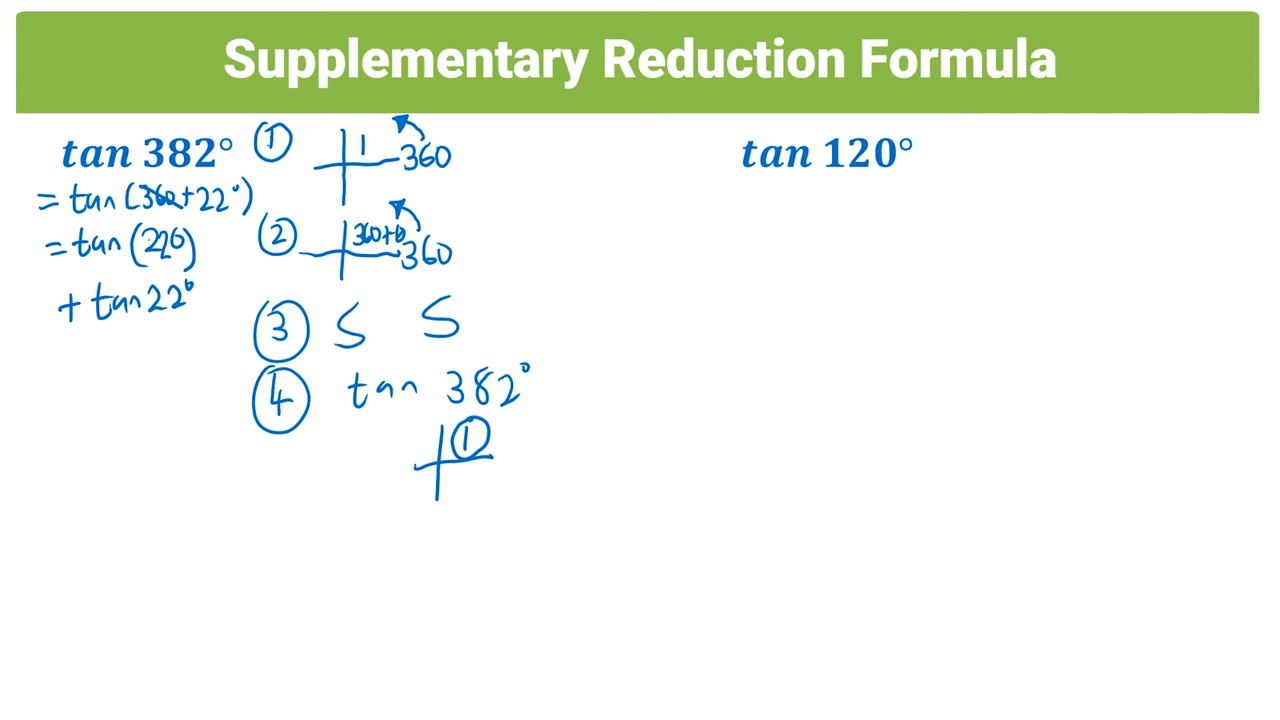 Supplementary Reduction Formula
tan 382° ① 1 360
= tan (360+22°)
= tan (220)
+ tan 22°
② 360+θ 360
③ S S
④ tan 382°
①
tan 120°